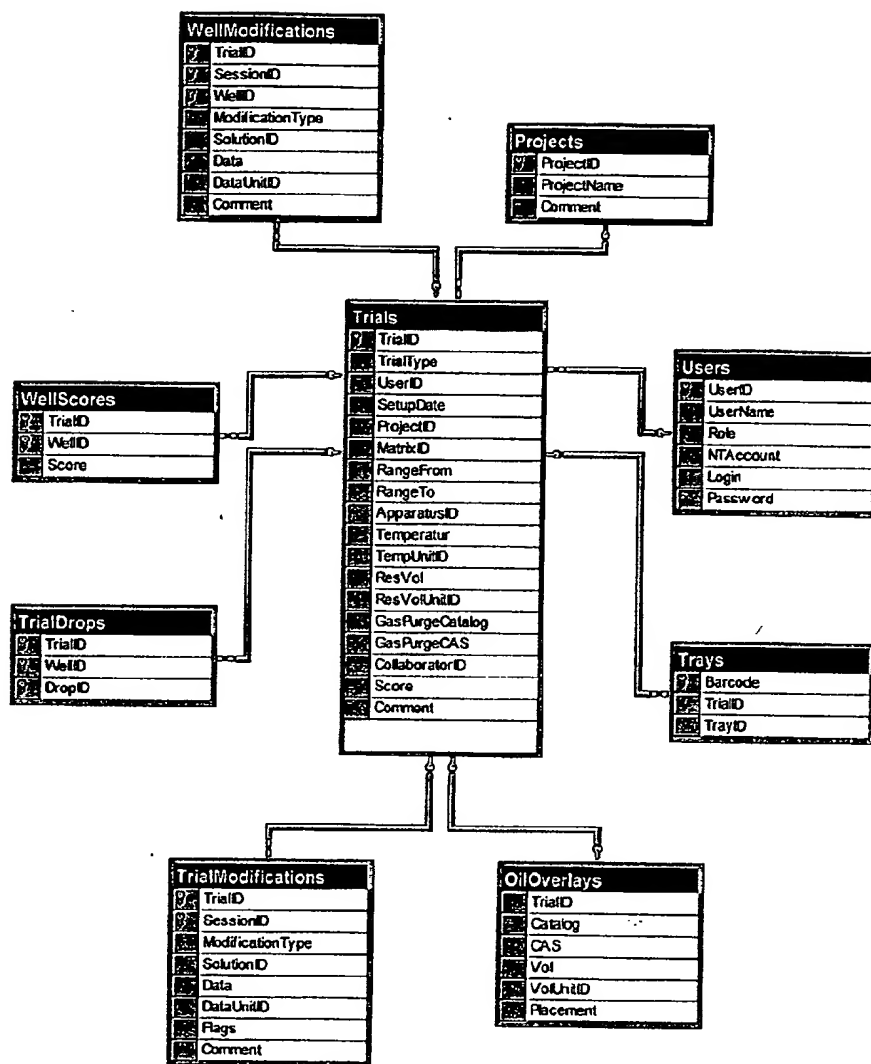 WellModifications
TrialID
SessionID
WellID
ModificationType
SolutionID
Data
DataUnitID
Comment
Projects
ProjectID
ProjectName
Comment
Trials
TrialID
TrialType
UserID
SetupDate
ProjectID
MatrixID
RangeFrom
RangeTo
ApparatusID
Temperatur
TempUnitID
ResVol
ResVolUnitID
GasPurgeCatalog
GasPurgeCAS
CollaboratorID
Score
Comment
WellScores
TrialID
WellID
Score
Users
UserID
UserName
Role
NTAccount
Login
Password
TrialDrops
TrialID
WellID
DropID
Trays
Barcode
TrialID
TrayID
TrialModifications
TrialID
SessionID
ModificationType
SolutionID
Data
DataUnitID
Flags
Comment
OilOverlays
TrialID
Catalog
CAS
Vol
VolUnitID
Placement